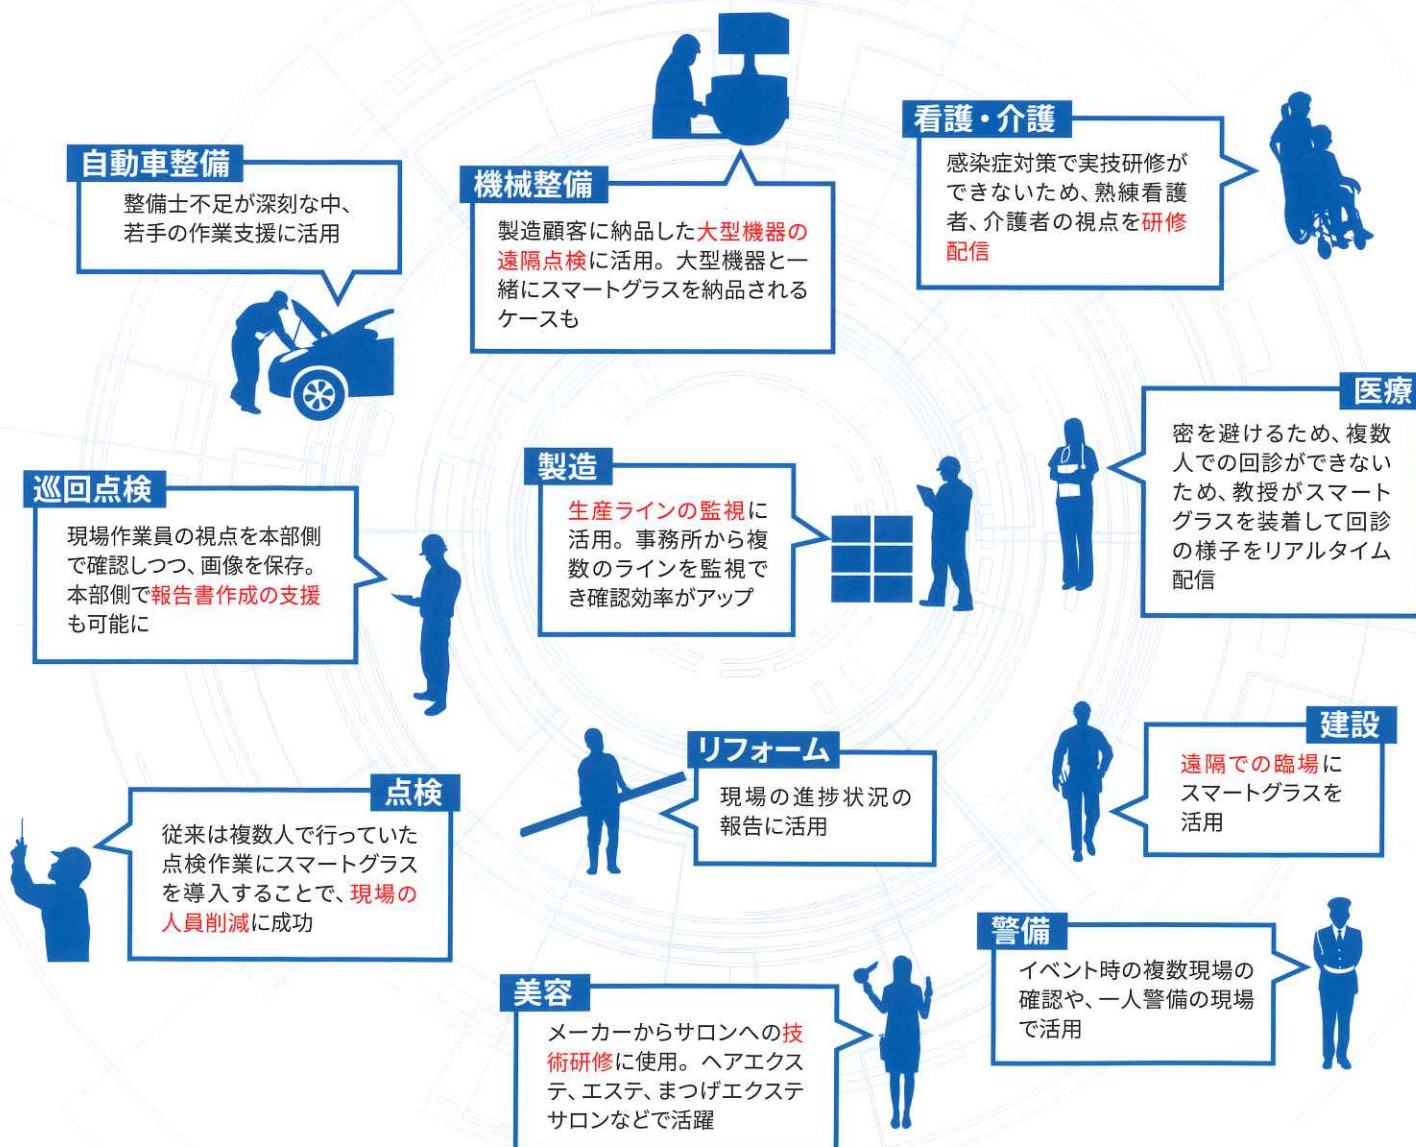 自動車整備
整備士不足が深刻な中、
若手の作業支援に活用
機械整備
製造顧客に納品した大型機器の
遠隔点検に活用。大型機器と一
緒にスマートグラスを納品される
ケースも
看護・介護
感染症対策で実技研修が
できないため、熟練看護
者、介護者の視点を研修
配信
医療
密を避けるため、複数
人での回診ができない
ため、教授がスマート
グラスを装着して回診
の様子をリアルタイム
配信
巡回点検
現場作業員の視点を本部側
で確認しつつ、画像を保存。
本部側で報告書作成の支援
も可能に
製造
生産ラインの監視に
活用。事務所から複
数のラインを監視で
き確認効率がアップ
リフォーム
現場の進捗状況の
報告に活用
建設
遠隔での臨場に
スマートグラスを
活用
点検
従来は複数人で行っていた
点検作業にスマートグラス
を導入することで、現場の
人員削減に成功
警備
イベント時の複数現場の
確認や、一人警備の現場
で活用
美容
メーカーからサロンへの技
術研修に使用。ヘアエクス
テ、エステ、まつげエクステ
サロンなどで活躍